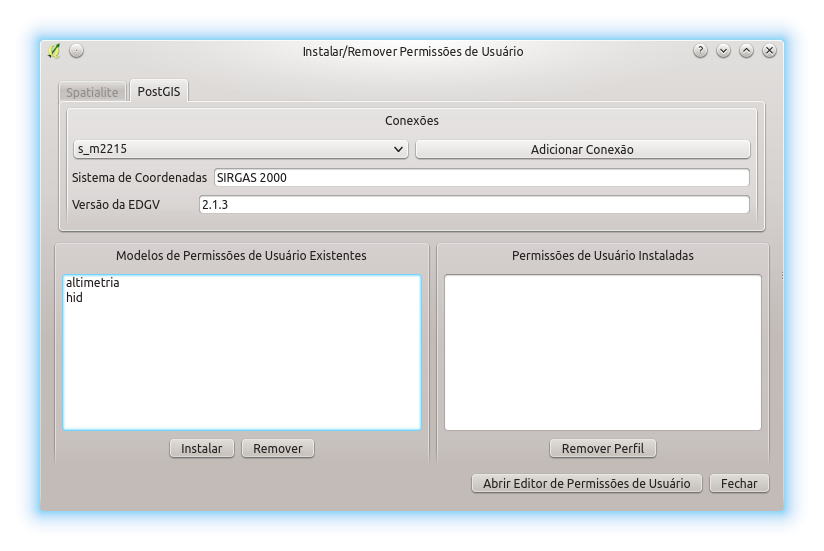 Instalar/Remover Permissões de Usuário
Spatialite PostGIS
Conexões
s_m2215 Adicionar Conexão
Sistema de Coordenadas SIRGAS 2000
Versão da EDGV 2.1.3
Modelos de Permissões de Usuário Existentes
altimetria
hid
Instalar Remover
Permissões de Usuário Instaladas
Remover Perfil
Abrir Editor de Permissões de Usuário Fechar